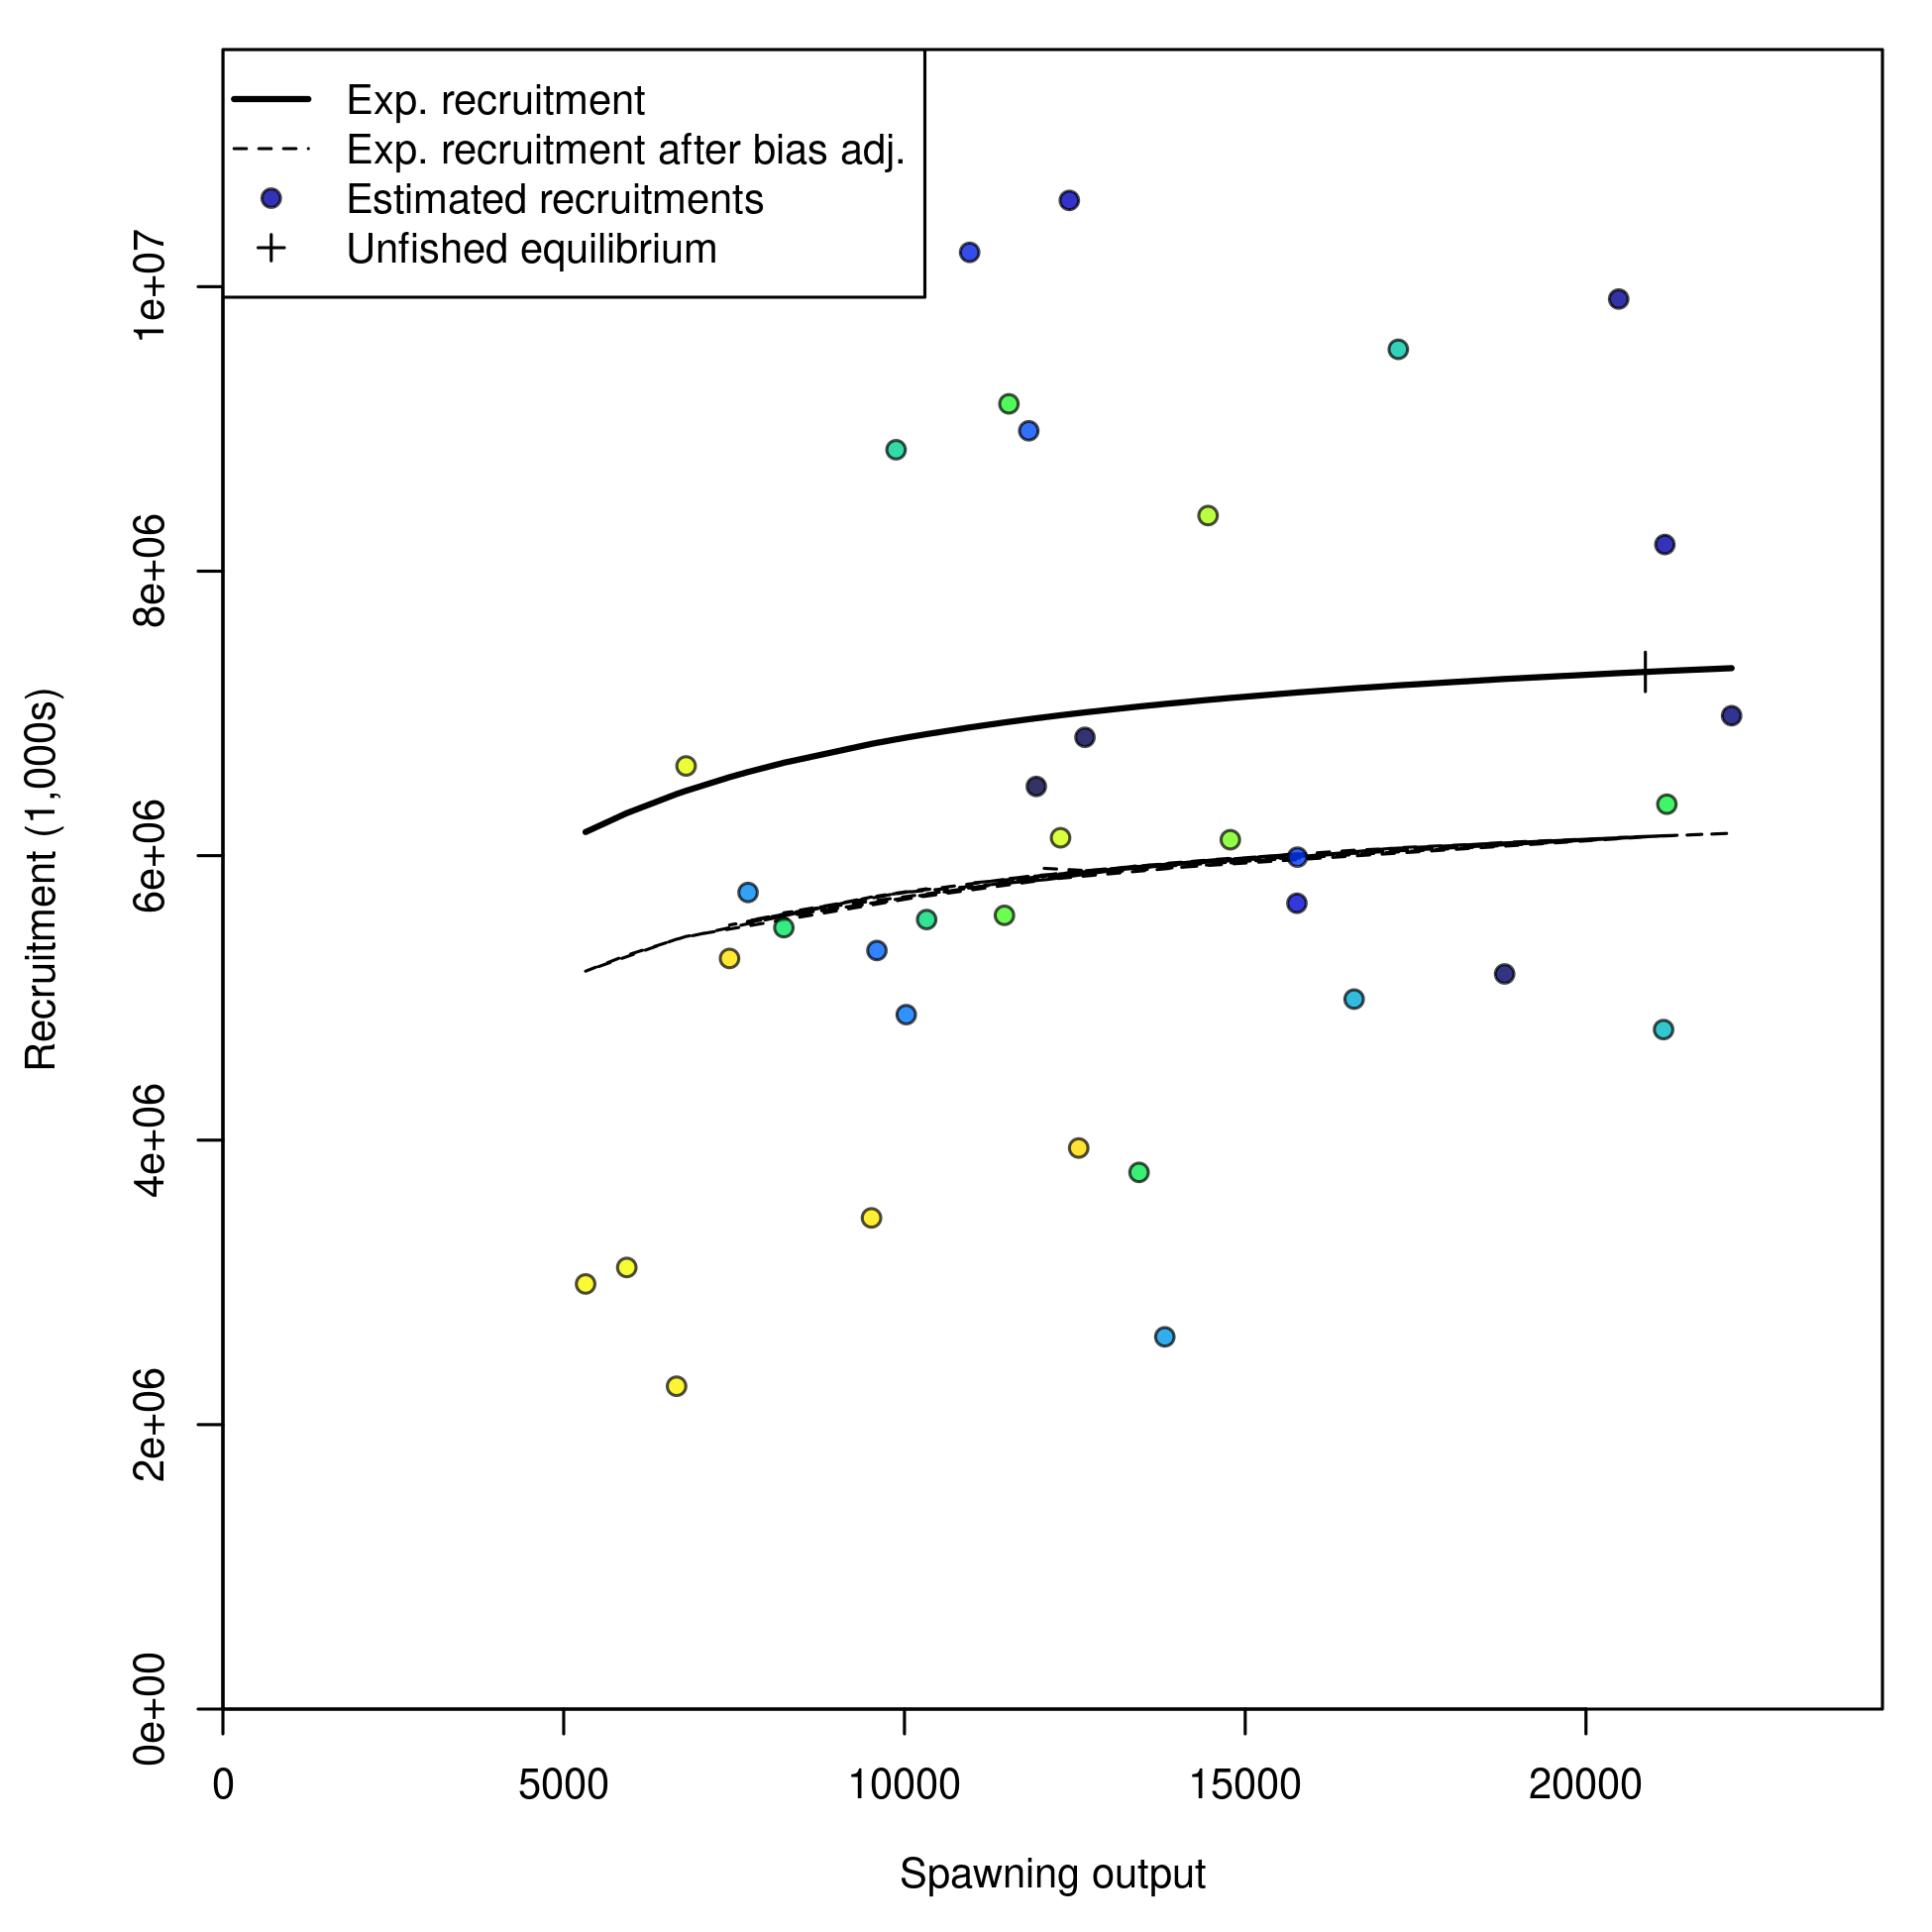 Exp. recruitment
Exp. recruitment after bias adj.
Estimated recruitments
Unfished equilibrium
Recruitment (1,000s)
1e+07
8e+06
6e+06
4e+06
2e+06
0e+00
0 5000 10000 15000 20000
Spawning output